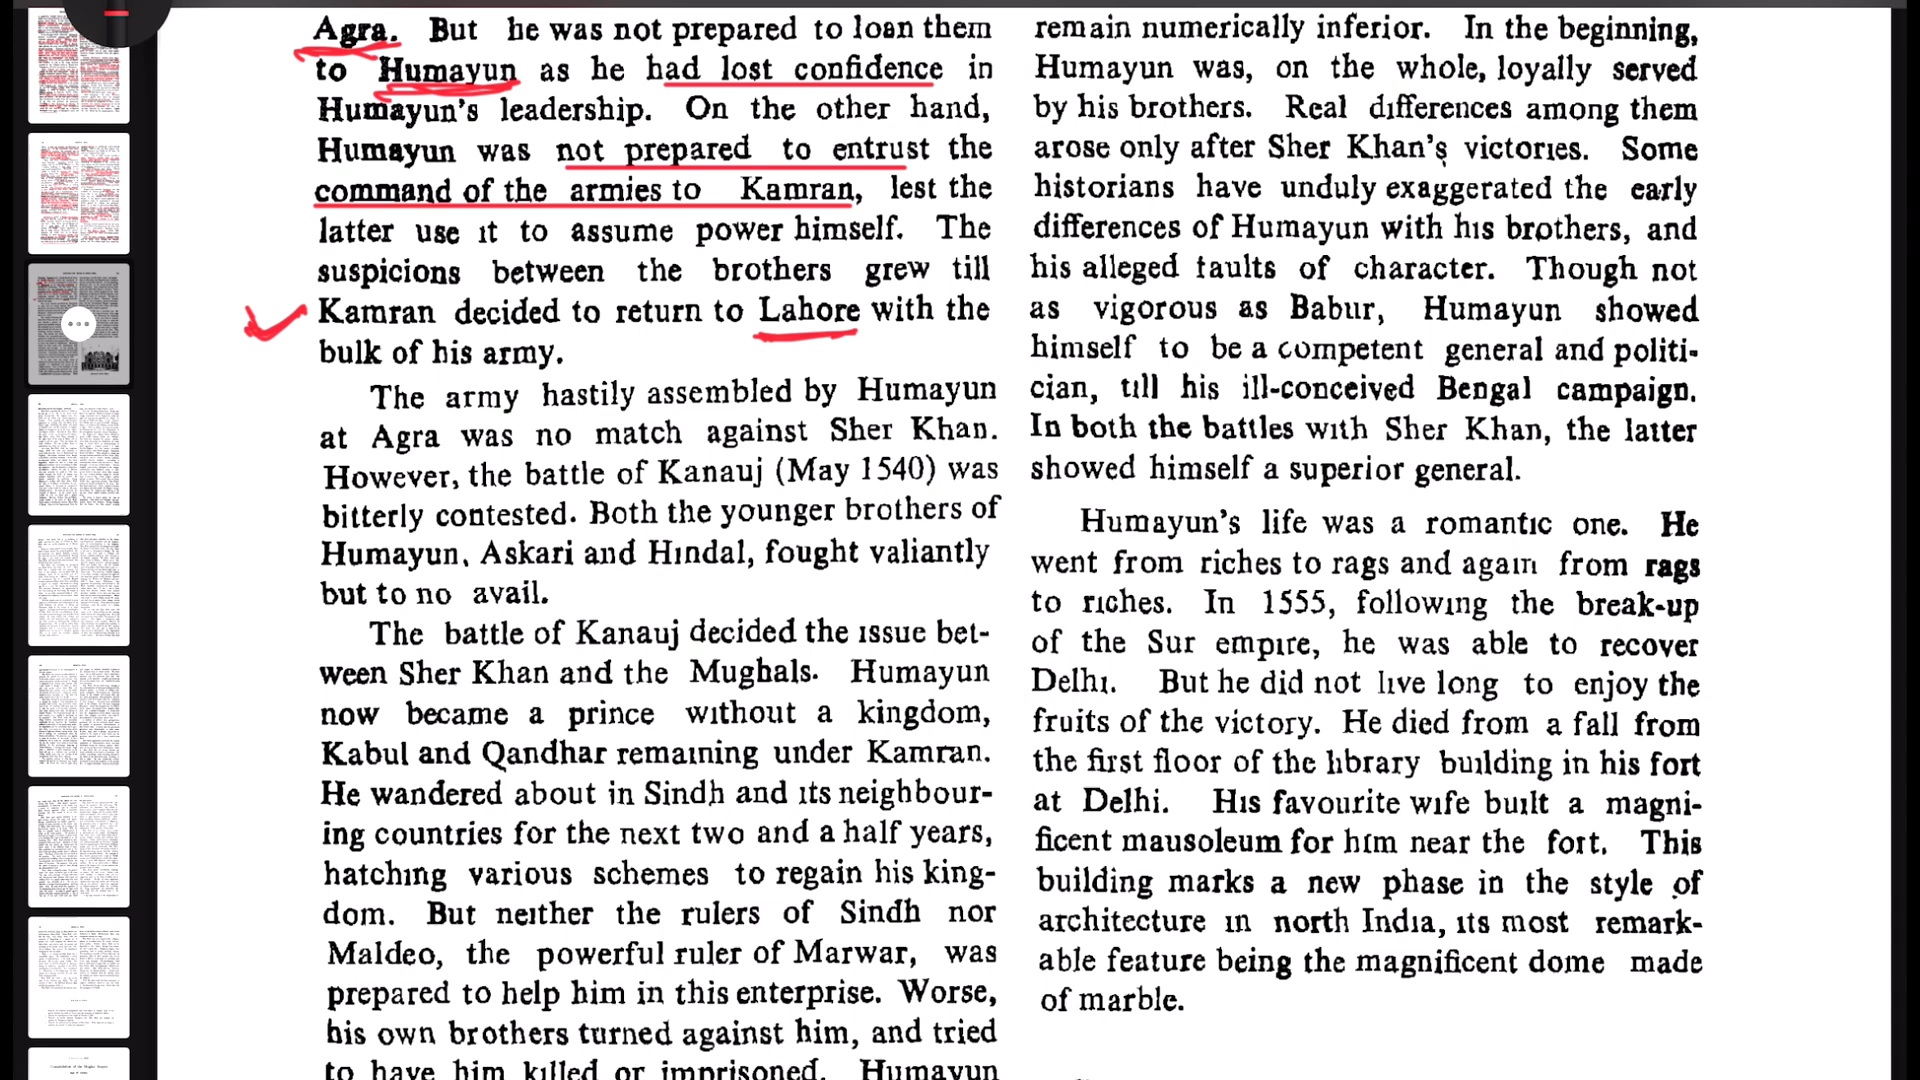 Agra. But he was not prepared to loan them
to Humayun as he had lost confidence in
Humayun's leadership. On the other hand,
Humayun was not prepared to entrust the
command of the armies to Kamran, lest the
latter use it to assume power himself. The
suspicions between the brothers grew till
Kamran decided to return to Lahore with the
bulk of his army.
The army hastily assembled by Humayun
at Agra was no match against Sher Khan.
However, the battle of Kanauj (May 1540) was
bitterly contested. Both the younger brothers of
Humayun, Askari and Hindal, fought valiantly
but to no avail.
The battle of Kanauj decided the issue bet-
ween Sher Khan and the Mughals. Humayun
now became a prince without a kingdom,
Kabul and Qandhar remaining under Kamran.
He wandered about in Sindh and its neighbour-
ing countries for the next two and a half years,
hatching various schemes to regain his king-
dom. But neither the rulers of Sindh nor
Maldeo, the powerful ruler of Marwar, was
prepared to help him in this enterprise. Worse,
his own brothers turned against him, and tried
to have him killed or imprisoned. Humayun
remain numerically inferior. In the beginning,
Humayun was, on the whole, loyally served
by his brothers. Real differences among them
arose only after Sher Khan's victories. Some
historians have unduly exaggerated the early
differences of Humayun with his brothers, and
his alleged faults of character. Though not
as vigorous as Babur, Humayun showed
himself to be a competent general and politi-
cian, till his ill-conceived Bengal campaign.
In both the battles with Sher Khan, the latter
showed himself a superior general.
Humayun's life was a romantic one. He
went from riches to rags and again from rags
to riches. In 1555, following the break-up
of the Sur empire, he was able to recover
Delhi. But he did not live long to enjoy the
fruits of the victory. He died from a fall from
the first floor of the library building in his fort
at Delhi. His favourite wife built a magni-
ficent mausoleum for him near the fort. This
building marks a new phase in the style of
architecture in north India, its most remark-
able feature being the magnificent dome made
of marble.